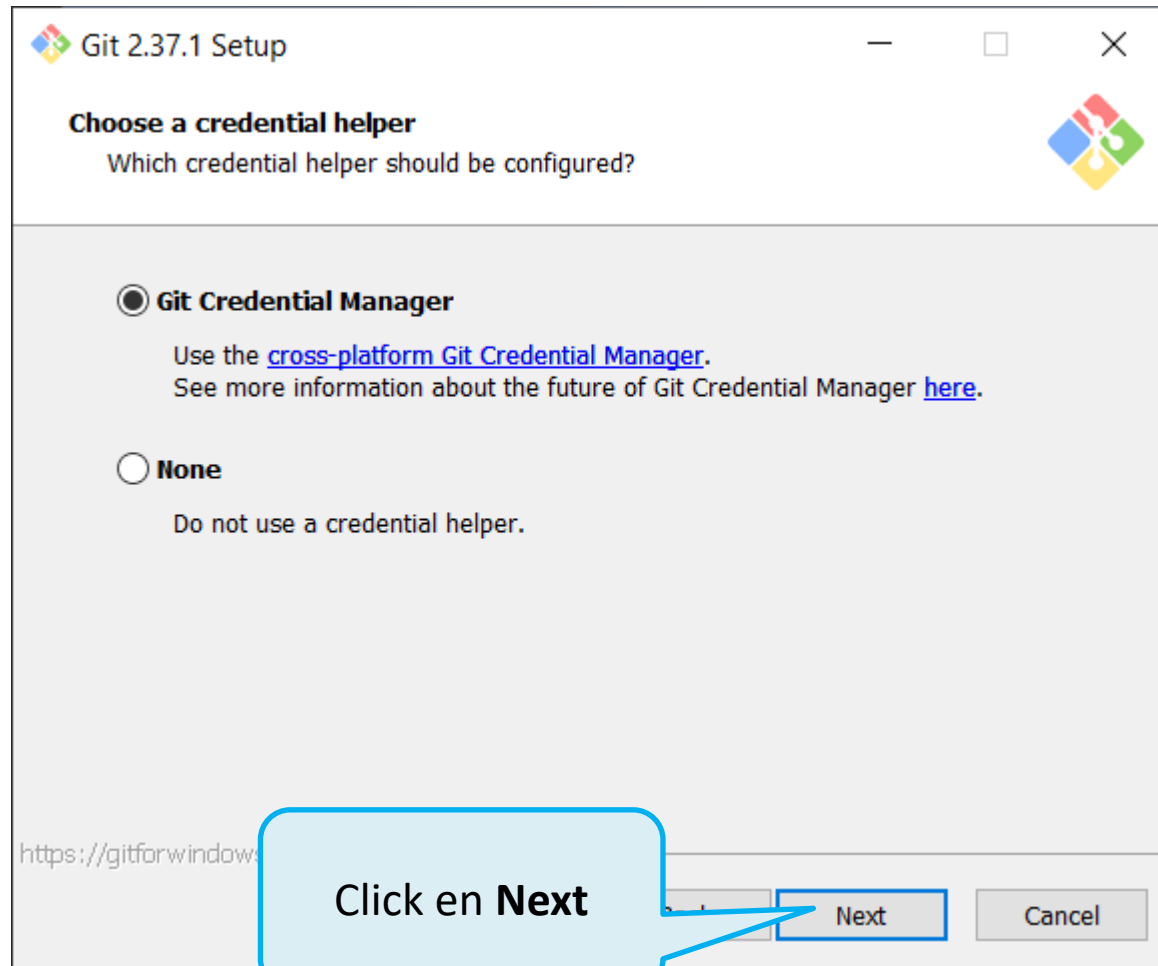 Git 2.37.1 Setup
Choose a credential helper
Which credential helper should be configured?
Git Credential Manager
Use the cross-platform Git Credential Manager.
See more information about the future of Git Credential Manager here.
None
Do not use a credential helper.
https://gitforwindows
Click en Next
Next
Cancel